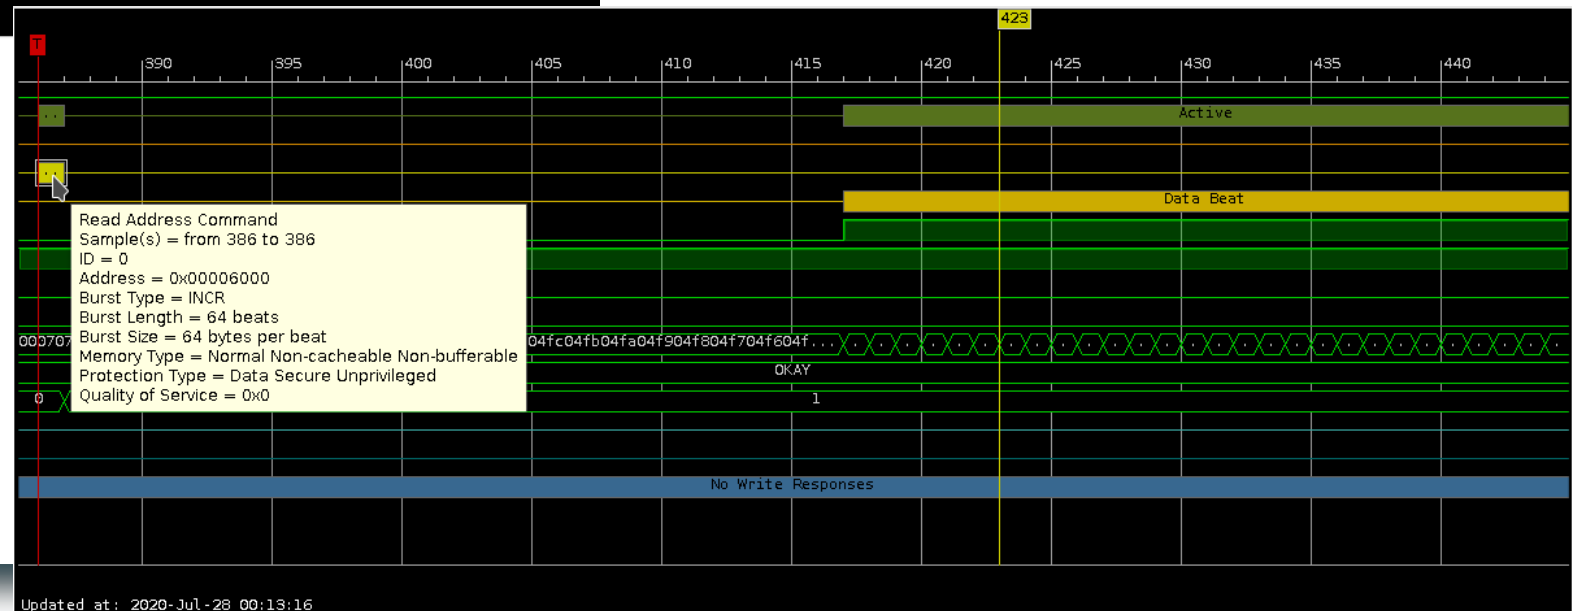 423
T
390 395 400 405 410 415 420 425 430 435 440
.. Active
..
Data Beat
Read Address Command
Sample(s) = from 386 to 386
ID = 0
Address = 0x00006000
Burst Type = INCR
Burst Length = 64 beats
Burst Size = 64 bytes per beat
000707 04fc04fb04fa04f904f804f704f604f...
Memory Type = Normal Non-cacheable Non-bufferable
Protection Type = Data Secure Unprivileged
OKAY
Quality of Service = 0x0
0 1
No Write Responses
Updated at: 2020-Jul-28 00:13:16